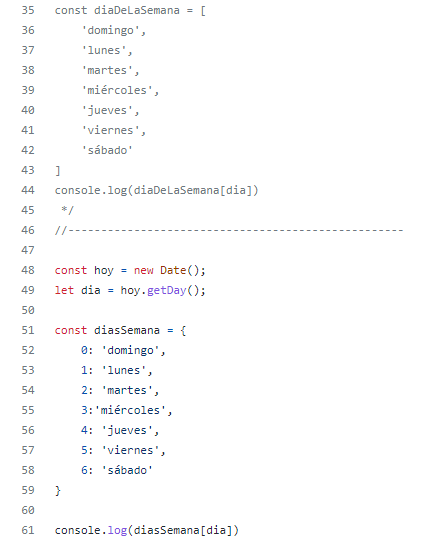 35 const diaDeLaSemana = [
36     'domingo',
37     'lunes',
38     'martes',
39     'miércoles',
40     'jueves',
41     'viernes',
42     'sábado'
43 ]
44 console.log(diaDeLaSemana[dia])
45  */
46 //---------------------------------------------------
47
48 const hoy = new Date();
49 let dia = hoy.getDay();
50
51 const diasSemana = {
52     0: 'domingo',
53     1: 'lunes',
54     2: 'martes',
55     3:'miércoles',
56     4: 'jueves',
57     5: 'viernes',
58     6: 'sábado'
59 }
60
61 console.log(diasSemana[dia])